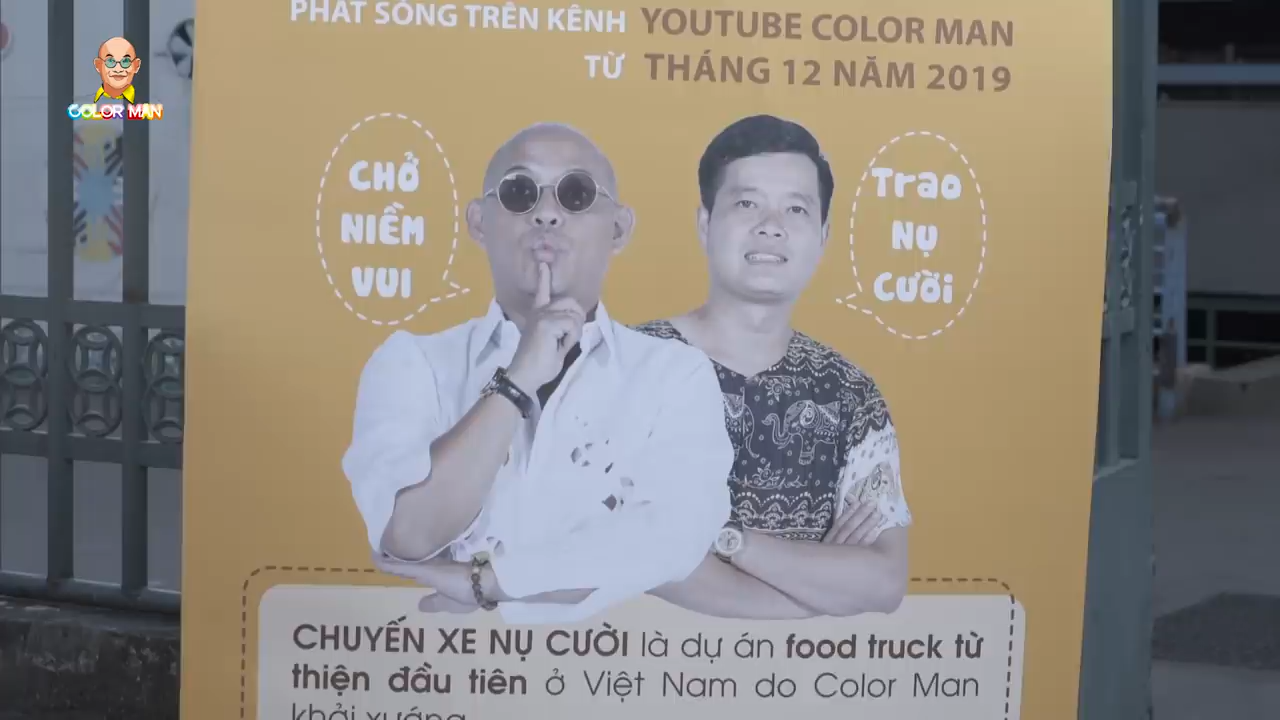 PHÁT SÓNG TRÊN KÊNH YOUTUBE COLOR MAN
TỪ THÁNG 12 NĂM 2019
COLOR MAN
CHỞ
NIỀM
VUI
Trao
Nụ
Cười
CHUYẾN XE NỤ CƯỜI là dự án food truck từ
thiện đầu tiên ở Việt Nam do Color Man
khởi xướng